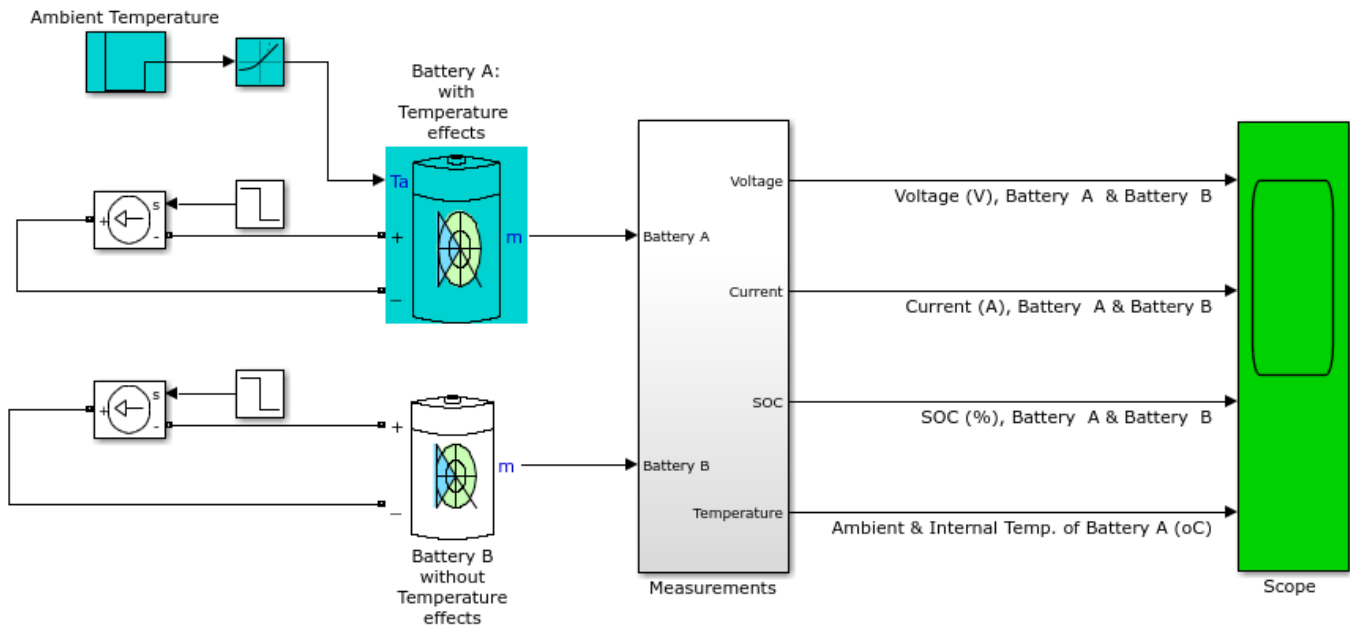 Ambient Temperature
Battery A:
with
Temperature
effects
Ta
+
_
m
s
+
-
Battery A
Battery B
Voltage
Current
SOC
Temperature
Measurements
Voltage (V), Battery A & Battery B
Current (A), Battery A & Battery B
SOC (%), Battery A & Battery B
Ambient & Internal Temp. of Battery A (oC)
Scope
s
+
-
+
_
m
Battery B
without
Temperature
effects